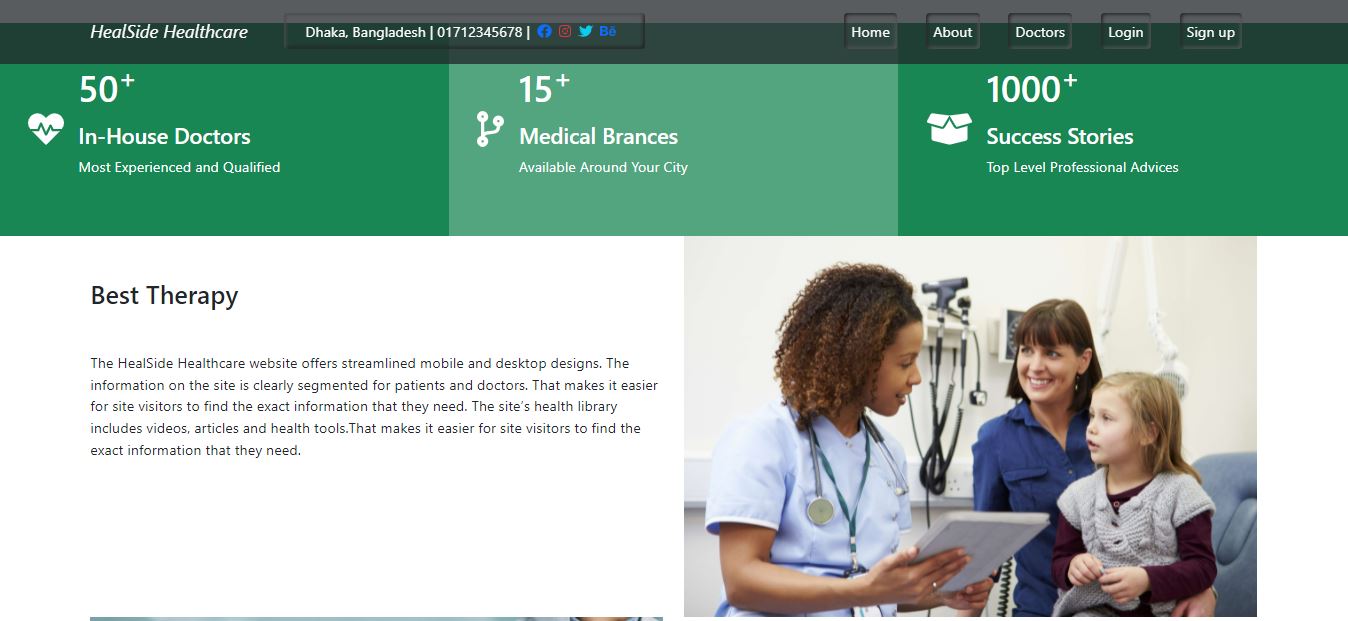 HealSide Healthcare
Dhaka, Bangladesh | 01712345678 | Bē
Home About Doctors Login Sign up
50+
In-House Doctors
Most Experienced and Qualified
15+
Medical Brances
Available Around Your City
1000+
Success Stories
Top Level Professional Advices
Best Therapy
The HealSide Healthcare website offers streamlined mobile and desktop designs. The
information on the site is clearly segmented for patients and doctors. That makes it easier
for site visitors to find the exact information that they need. The site’s health library
includes videos, articles and health tools.That makes it easier for site visitors to find the
exact information that they need.